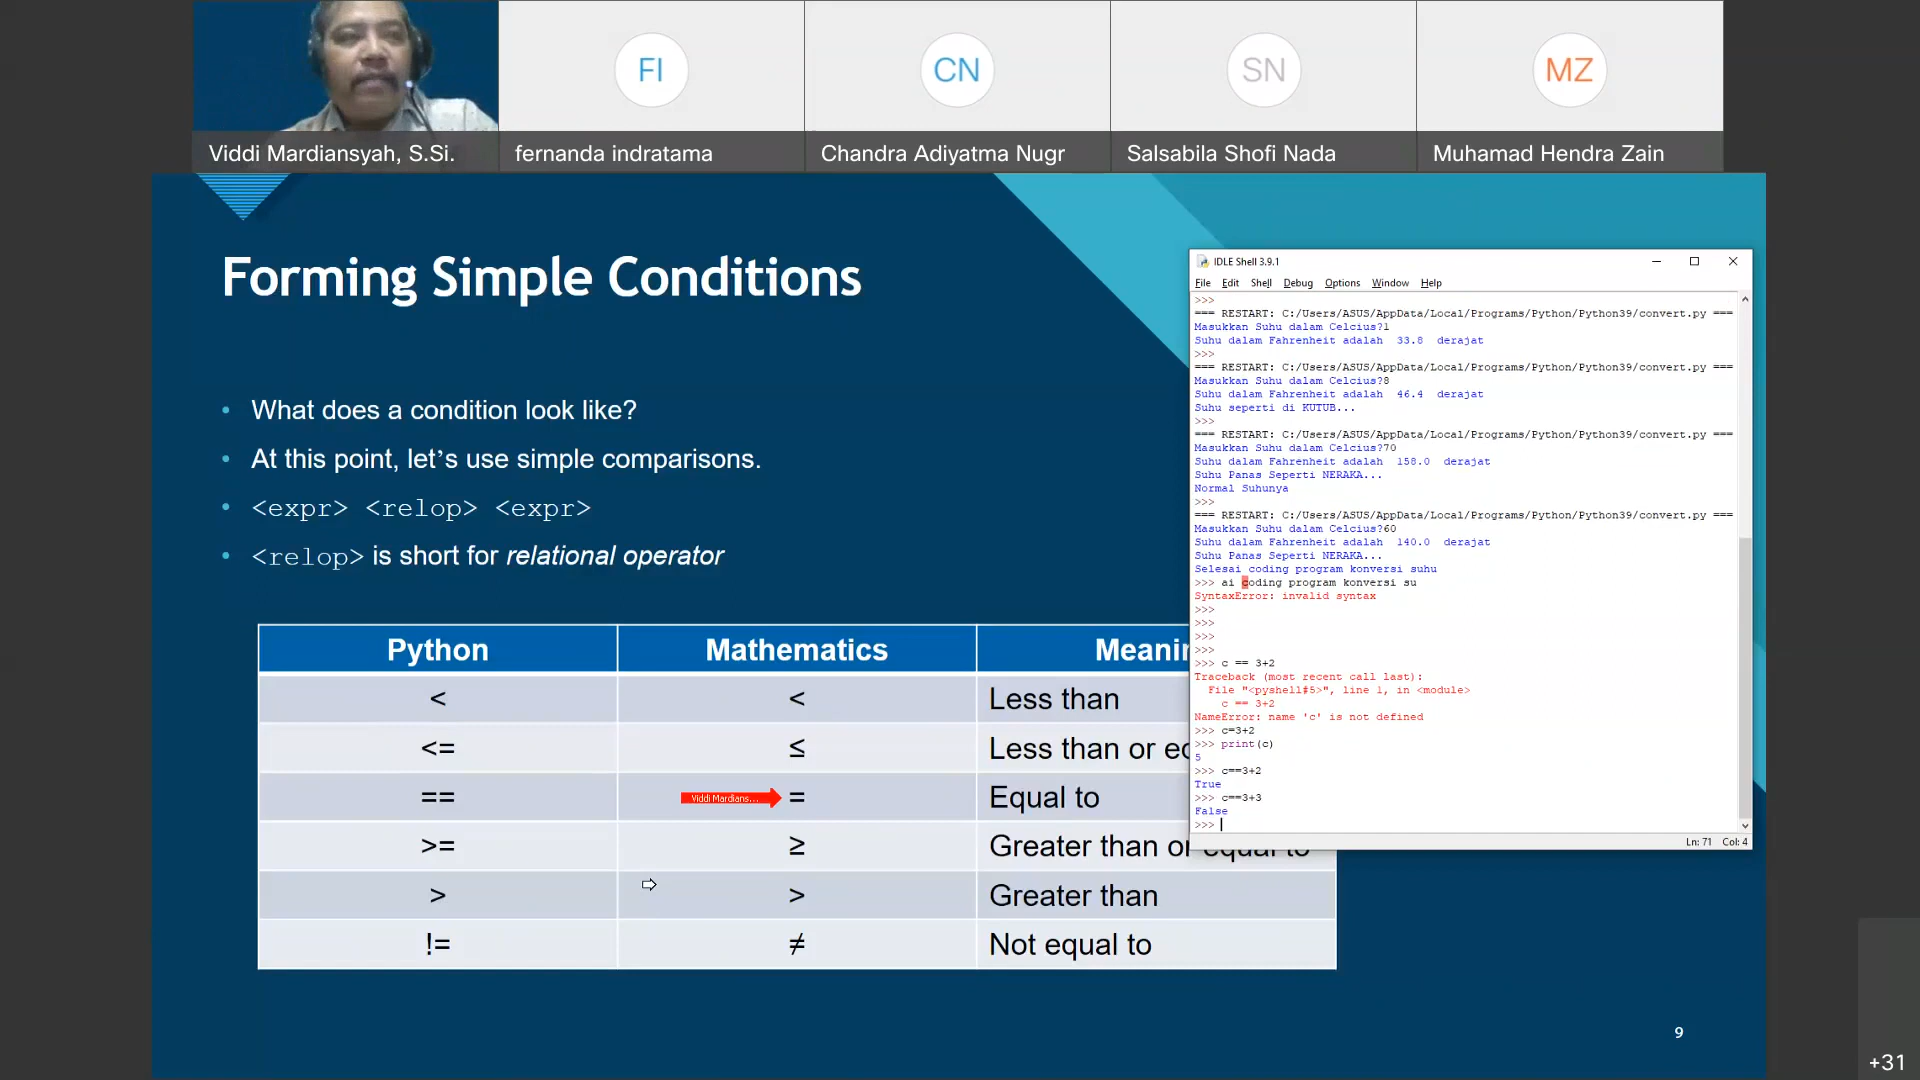 FI
CN
SN
MZ
Viddi Mardiansyah, S.Si.
fernanda indratama
Chandra Adiyatma Nugr
Salsabila Shofi Nada
Muhamad Hendra Zain
Forming Simple Conditions
• What does a condition look like?
• At this point, let’s use simple comparisons.
• <expr> <relop> <expr>
• <relop> is short for relational operator
Python Mathematics Meanin
< < Less than
<= ≤ Less than or eq
== Viddi Mardians... = Equal to
>= ≥ Greater than or equal to
> > Greater than
!= ≠ Not equal to
9
+31
IDLE Shell 3.9.1
File Edit Shell Debug Options Window Help
>>>
=== RESTART: C:/Users/ASUS/AppData/Local/Programs/Python/Python39/convert.py ===
Masukkan Suhu dalam Celcius?1
Suhu dalam Fahrenheit adalah  33.8  derajat
>>>
=== RESTART: C:/Users/ASUS/AppData/Local/Programs/Python/Python39/convert.py ===
Masukkan Suhu dalam Celcius?8
Suhu dalam Fahrenheit adalah  46.4  derajat
Suhu seperti di KUTUB...
>>>
=== RESTART: C:/Users/ASUS/AppData/Local/Programs/Python/Python39/convert.py ===
Masukkan Suhu dalam Celcius?70
Suhu dalam Fahrenheit adalah  158.0  derajat
Suhu Panas Seperti NERAKA...
Normal Suhunya
>>>
=== RESTART: C:/Users/ASUS/AppData/Local/Programs/Python/Python39/convert.py ===
Masukkan Suhu dalam Celcius?60
Suhu dalam Fahrenheit adalah  140.0  derajat
Suhu Panas Seperti NERAKA...
Selesai coding program konversi suhu
>>> ai coding program konversi su
SyntaxError: invalid syntax
>>>
>>>
>>>
>>>
>>> c == 3+2
Traceback (most recent call last):
  File "<pyshell#5>", line 1, in <module>
    c == 3+2
NameError: name 'c' is not defined
>>> c=3+2
>>> print(c)
5
>>> c==3+2
True
>>> c==3+3
False
>>>
Ln: 71 Col: 4